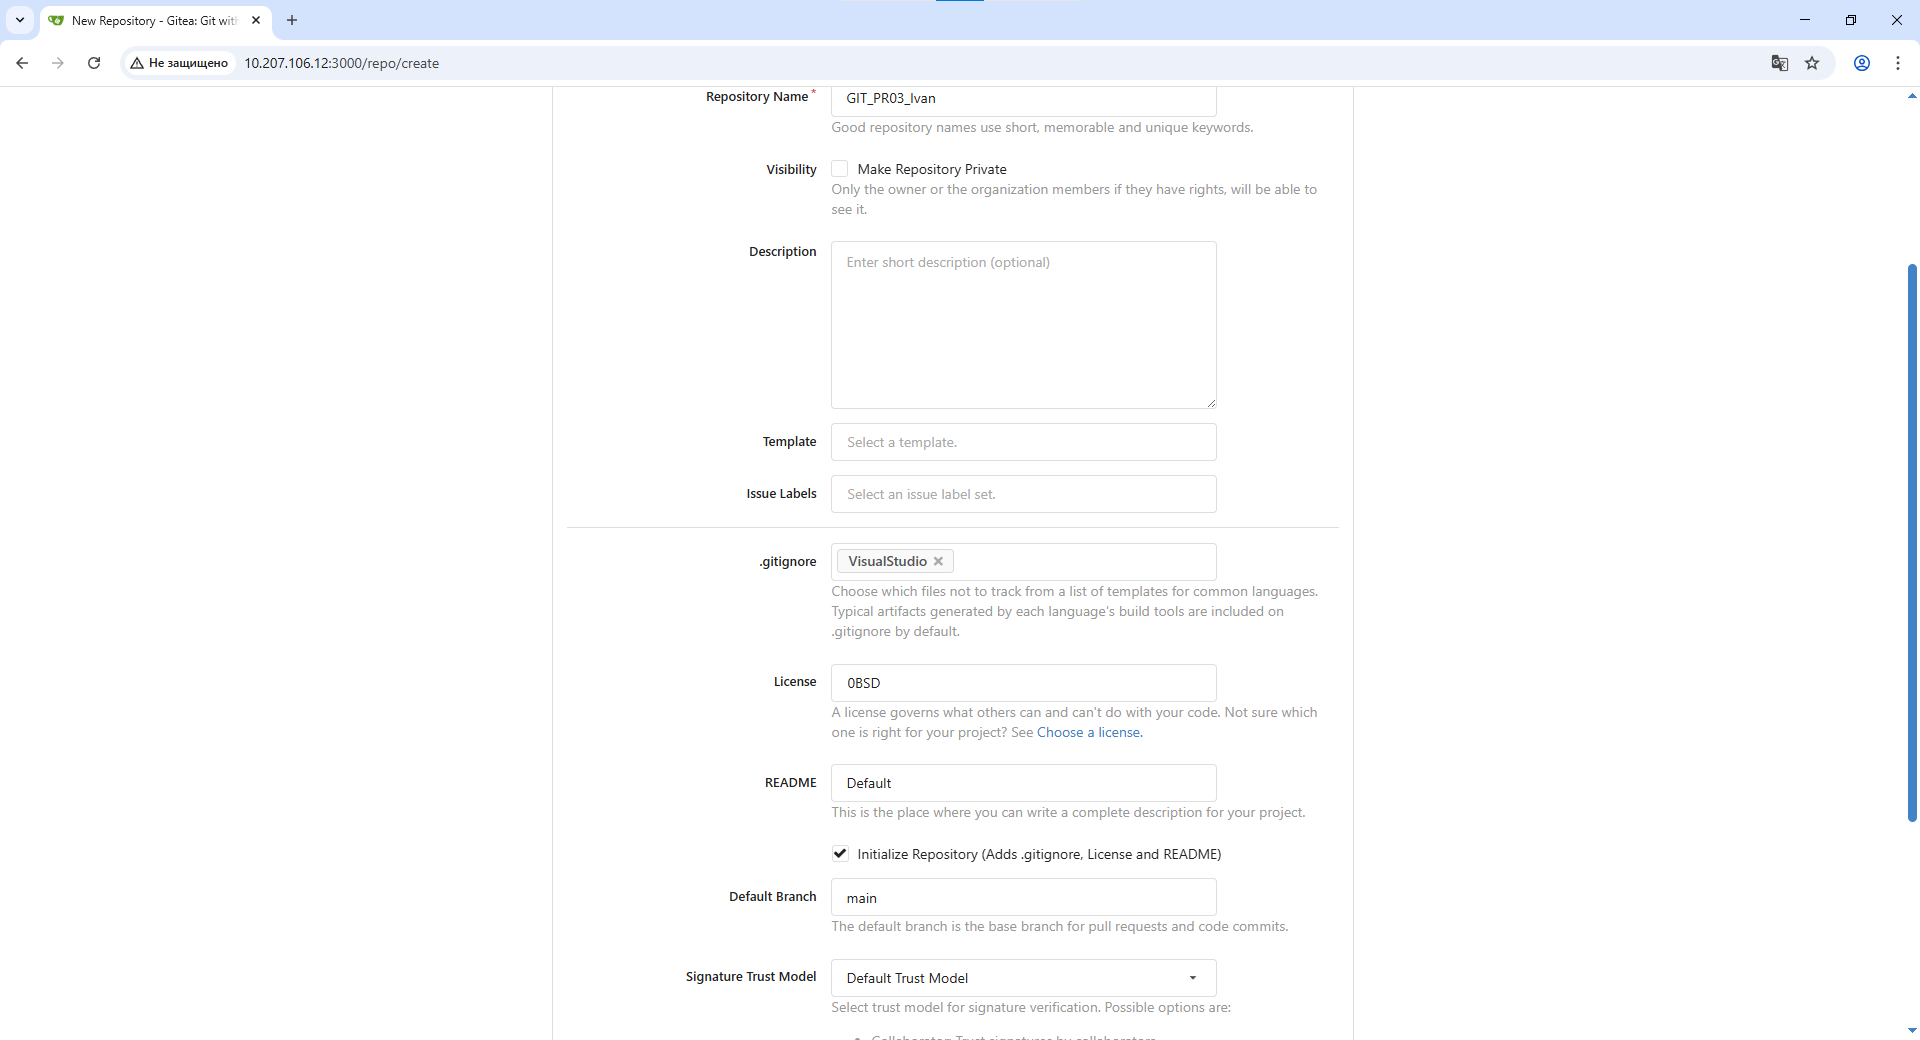 New Repository - Gitea: Git with
Не защищено
10.207.106.12:3000/repo/create
Repository Name *
GIT_PR03_Ivan
Good repository names use short, memorable and unique keywords.
Visibility
Make Repository Private
Only the owner or the organization members if they have rights, will be able to
see it.
Description
Enter short description (optional)
Template
Select a template.
Issue Labels
Select an issue label set.
.gitignore
VisualStudio
Choose which files not to track from a list of templates for common languages.
Typical artifacts generated by each language's build tools are included on
.gitignore by default.
License
0BSD
A license governs what others can and can't do with your code. Not sure which
one is right for your project? See Choose a license.
README
Default
This is the place where you can write a complete description for your project.
Initialize Repository (Adds .gitignore, License and README)
Default Branch
main
The default branch is the base branch for pull requests and code commits.
Signature Trust Model
Default Trust Model
Select trust model for signature verification. Possible options are:
Collaborator: Trust signatures by collaborators